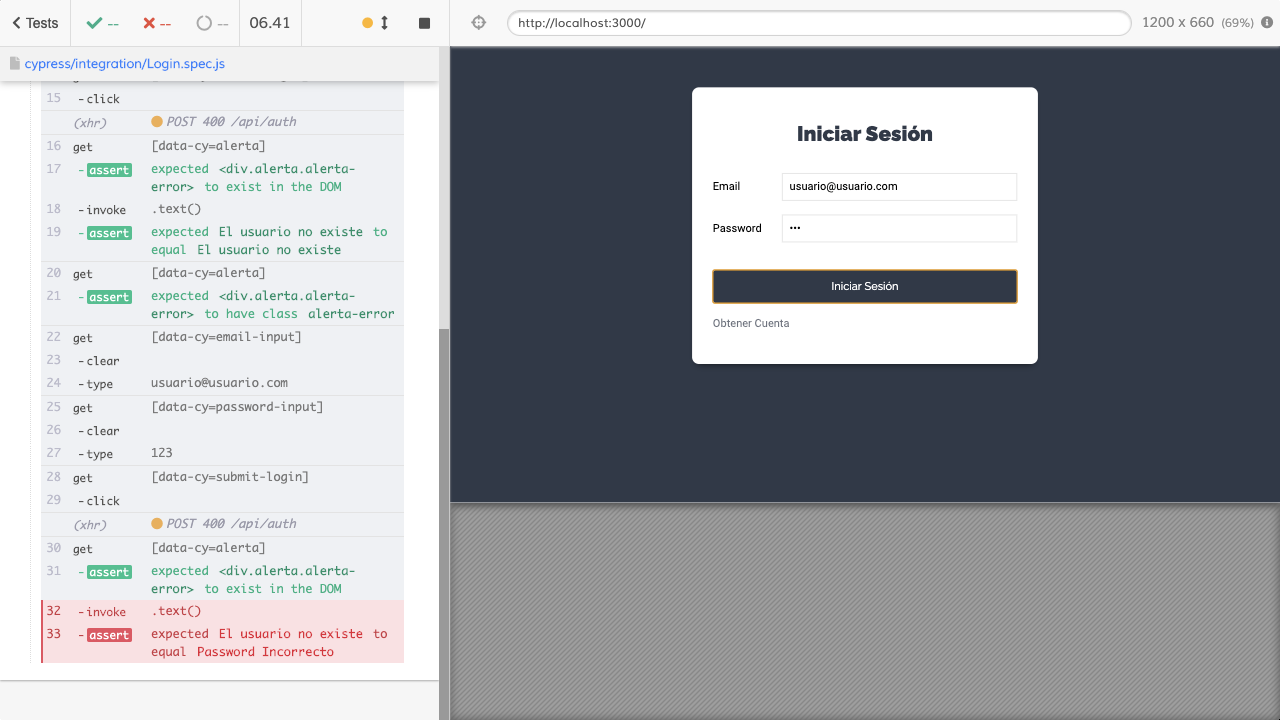 Tests
--
--
--
06.41
http://localhost:3000/
1200 x 660 (69%)
cypress/integration/Login.spec.js
15 -click
(xhr) POST 400 /api/auth
16 get [data-cy=alerta]
17 -assert expected <div.alerta.alerta-
error> to exist in the DOM
18 -invoke .text()
19 -assert expected El usuario no existe to
equal El usuario no existe
20 get [data-cy=alerta]
21 -assert expected <div.alerta.alerta-
error> to have class alerta-error
22 get [data-cy=email-input]
23 -clear
24 -type usuario@usuario.com
25 get [data-cy=password-input]
26 -clear
27 -type 123
28 get [data-cy=submit-login]
29 -click
(xhr) POST 400 /api/auth
30 get [data-cy=alerta]
31 -assert expected <div.alerta.alerta-
error> to exist in the DOM
32 -invoke .text()
33 -assert expected El usuario no existe to
equal Password Incorrecto
Iniciar Sesión
Email usuario@usuario.com
Password •••
Iniciar Sesión
Obtener Cuenta